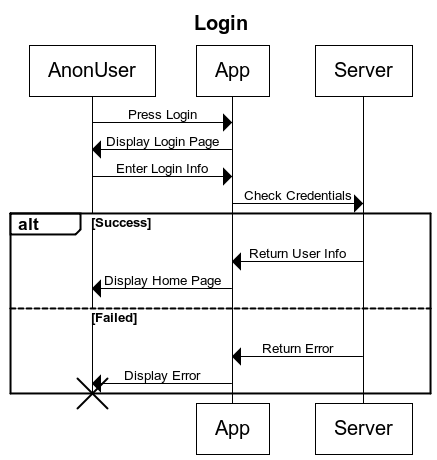 Login
AnonUser App Server
Press Login
Display Login Page
Enter Login Info
Check Credentials
alt [Success]
Return User Info
Display Home Page
[Failed]
Return Error
Display Error
App Server